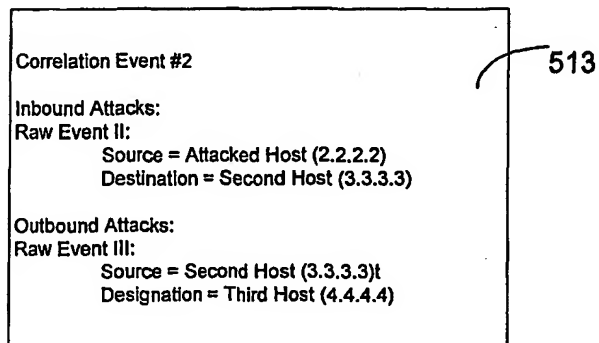 Correlation Event #2
513
Inbound Attacks:
Raw Event II:
Source = Attacked Host (2.2.2.2)
Destination = Second Host (3.3.3.3)
Outbound Attacks:
Raw Event III:
Source = Second Host (3.3.3.3)t
Designation = Third Host (4.4.4.4)